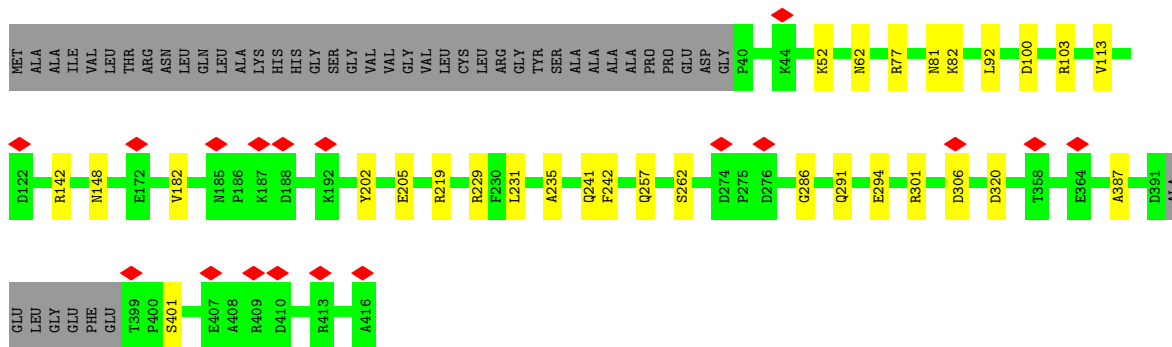 MET ALA ALA ILE VAL LEU THR ARG ASN LEU GLN LEU ALA LYS HIS HIS GLY SER GLY VAL VAL GLY VAL LEU CYS LEU ARG GLY TYR SER ALA ALA ALA ALA PRO PRO GLU ASP GLY P40 K44 K52 N62 R77 N81 K82 L92 D100 R103 V113
D122 R142 N148 E172 V182 N185 P186 K187 D188 K192 Y202 E205 R219 R229 F230 L231 A235 Q241 F242 Q257 S262 D274 P275 D276 G286 Q291 E294 R301 D306 D320 T358 E364 A387 D391 ALA
GLU LEU GLY GLU PHE GLU T399 P400 S401 E407 A408 R409 D410 R413 A416